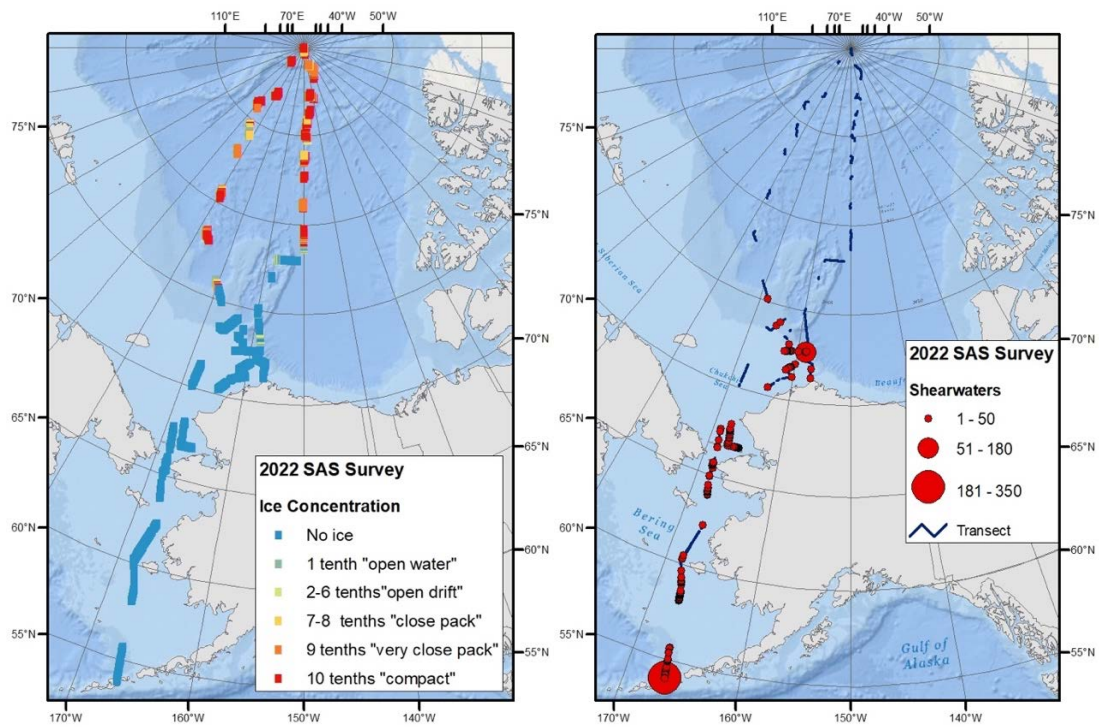 110°E 70°E 40°W 50°W
75°N
70°N
65°N
60°N
55°N
75°N
70°N
65°N
60°N
55°N
170°W 160°W 150°W 140°W
2022 SAS Survey
Ice Concentration
No ice
1 tenth "open water"
2-6 tenths"open drift"
7-8 tenths "close pack"
9 tenths "very close pack"
10 tenths "compact"
110°E 70°E 40°W 50°W
75°N
70°N
65°N
60°N
55°N
75°N
70°N
65°N
60°N
55°N
170°W 160°W 150°W 140°W
Siberian Sea
Chukchi
Sea
Bering
Sea
Gulf of
Alaska
2022 SAS Survey
Shearwaters
1 - 50
51 - 180
181 - 350
Transect